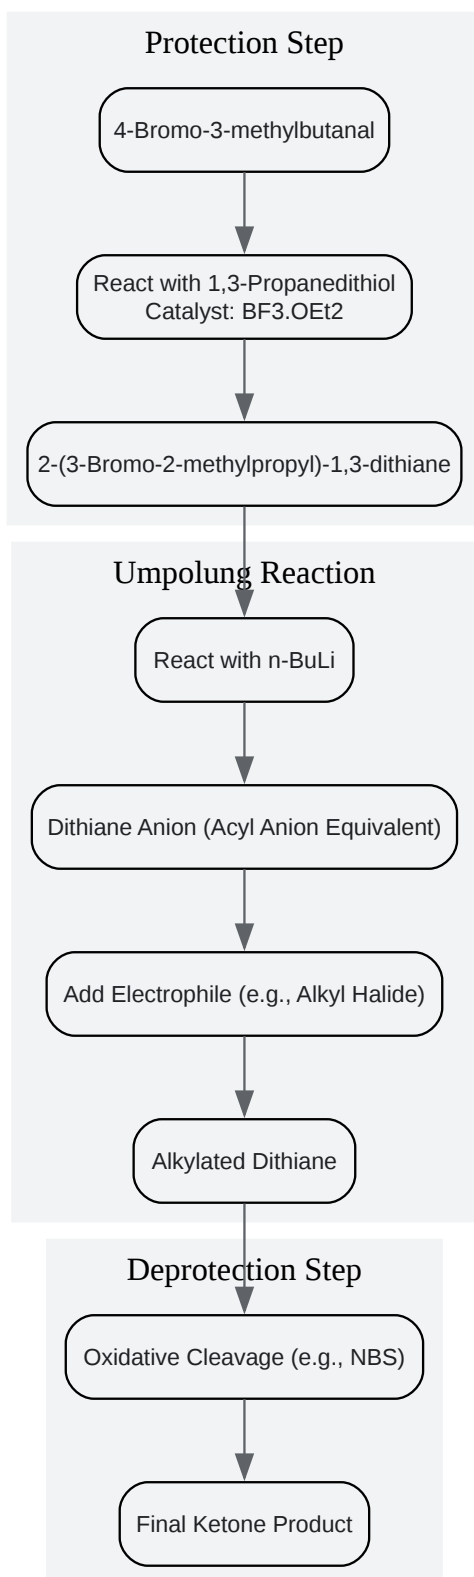 Protection Step
4-Bromo-3-methylbutanal
React with 1,3-Propanedithiol
Catalyst: BF3.OEt2
2-(3-Bromo-2-methylpropyl)-1,3-dithiane
Umpolung Reaction
React with n-BuLi
Dithiane Anion (Acyl Anion Equivalent)
Add Electrophile (e.g., Alkyl Halide)
Alkylated Dithiane
Deprotection Step
Oxidative Cleavage (e.g., NBS)
Final Ketone Product